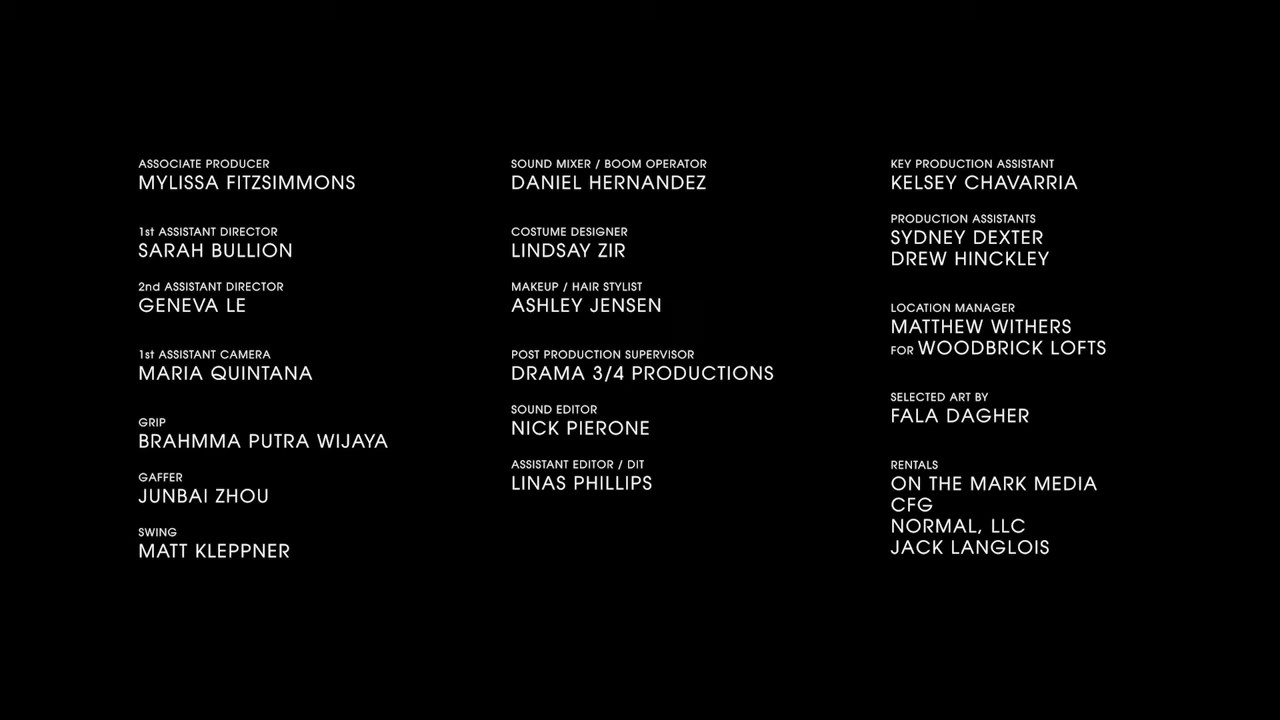 ASSOCIATE PRODUCER
MYLISSA FITZSIMMONS
1st ASSISTANT DIRECTOR
SARAH BULLION
2nd ASSISTANT DIRECTOR
GENEVA LE
1st ASSISTANT CAMERA
MARIA QUINTANA
GRIP
BRAHMMA PUTRA WIJAYA
GAFFER
JUNBAI ZHOU
SWING
MATT KLEPPNER
SOUND MIXER / BOOM OPERATOR
DANIEL HERNANDEZ
COSTUME DESIGNER
LINDSAY ZIR
MAKEUP / HAIR STYLIST
ASHLEY JENSEN
POST PRODUCTION SUPERVISOR
DRAMA 3/4 PRODUCTIONS
SOUND EDITOR
NICK PIERONE
ASSISTANT EDITOR / DIT
LINAS PHILLIPS
KEY PRODUCTION ASSISTANT
KELSEY CHAVARRIA
PRODUCTION ASSISTANTS
SYDNEY DEXTER
DREW HINCKLEY
LOCATION MANAGER
MATTHEW WITHERS
FOR WOODBRICK LOFTS
SELECTED ART BY
FALA DAGHER
RENTALS
ON THE MARK MEDIA
CFG
NORMAL, LLC
JACK LANGLOIS